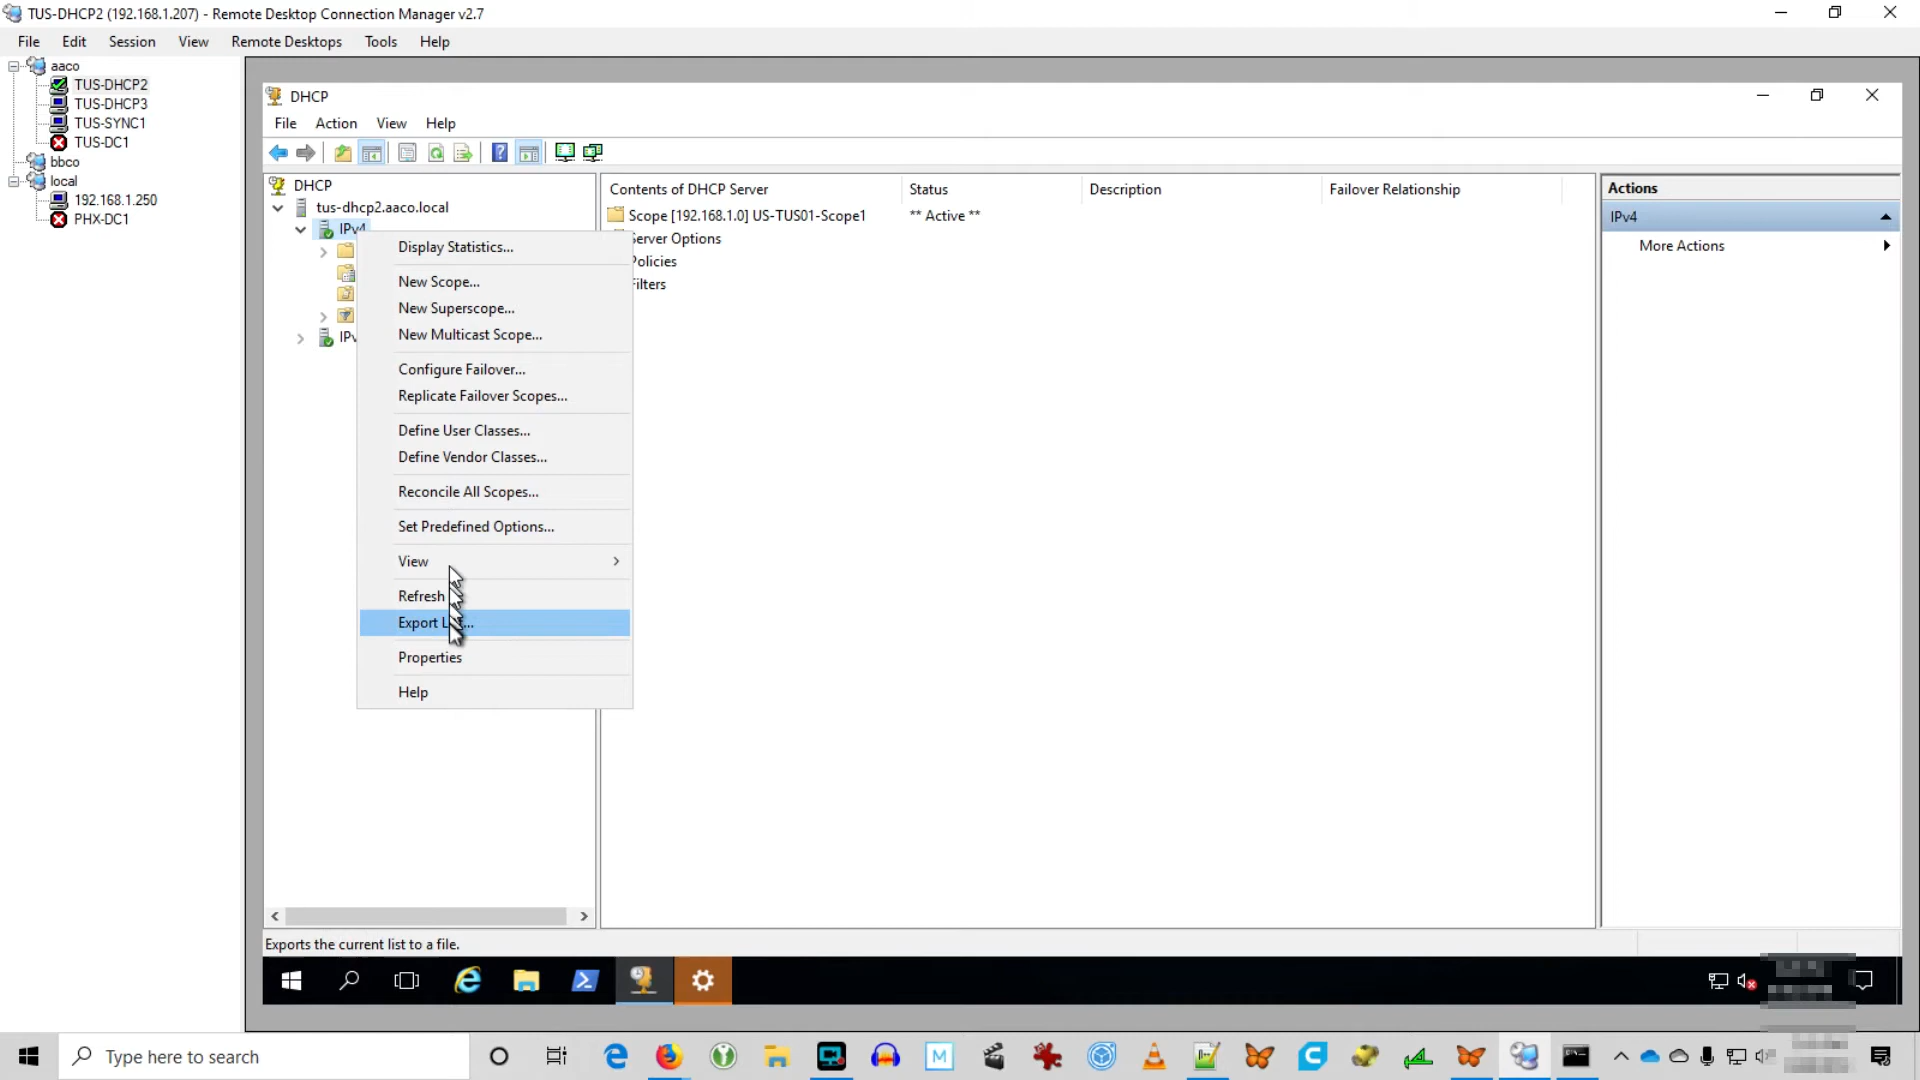 TUS-DHCP2 (192.168.1.207) - Remote Desktop Connection Manager v2.7
File Edit Session View Remote Desktops Tools Help
aaco
TUS-DHCP2
TUS-DHCP3
TUS-SYNC1
TUS-DC1
bbco
local
192.168.1.250
PHX-DC1
DHCP
File Action View Help
DHCP
tus-dhcp2.aaco.local
IPv4
IPv
Display Statistics...
New Scope...
New Superscope...
New Multicast Scope...
Configure Failover...
Replicate Failover Scopes...
Define User Classes...
Define Vendor Classes...
Reconcile All Scopes...
Set Predefined Options...
View
Refresh
Export
Properties
Help
Contents of DHCP Server Status Description Failover Relationship
Scope [192.168.1.0] US-TUS01-Scope1 ** Active **
Server Options
Policies
Filters
Actions
IPv4
More Actions
Exports the current list to a file.
Type here to search